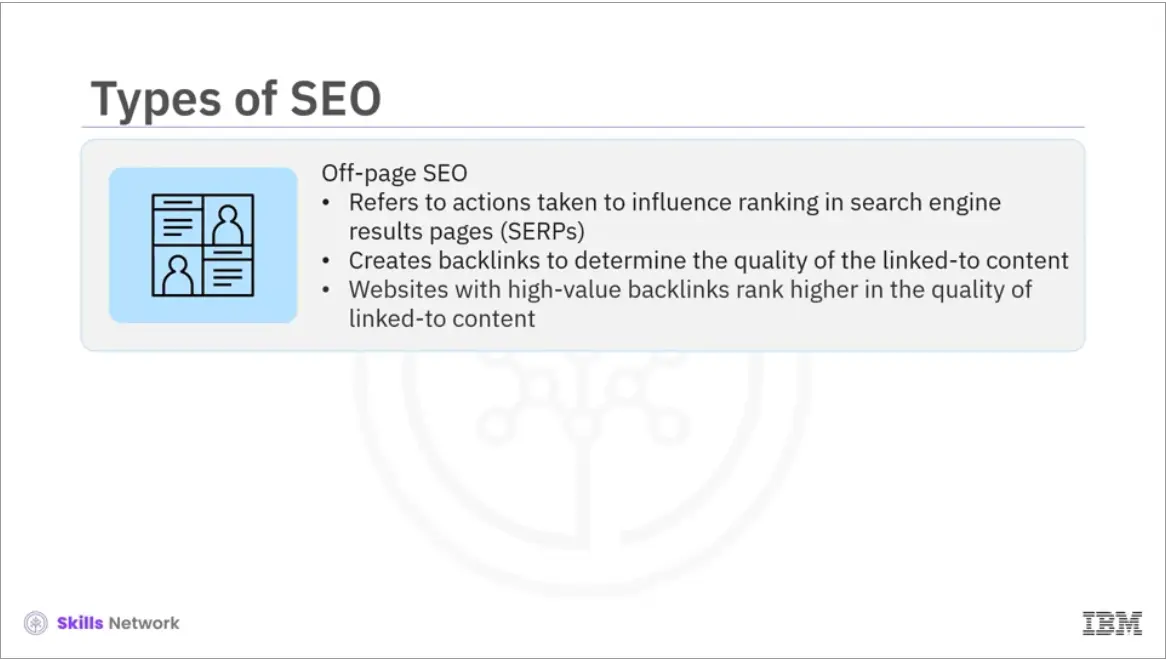 Types of SEO
Off-page SEO
• Refers to actions taken to influence ranking in search engine
results pages (SERPs)
• Creates backlinks to determine the quality of the linked-to content
• Websites with high-value backlinks rank higher in the quality of
linked-to content
Skills Network
IBM